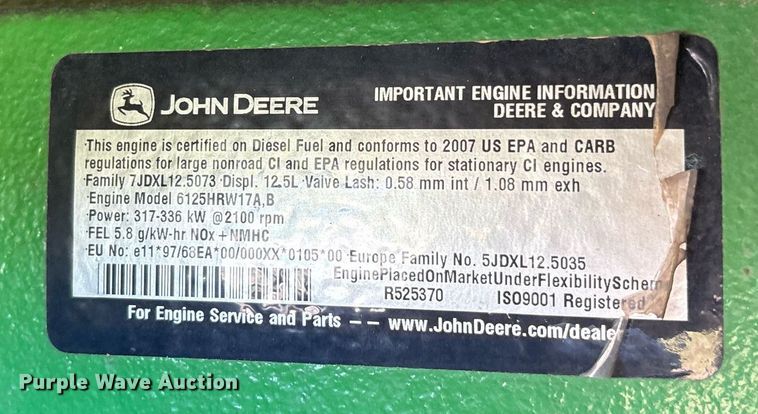 JOHN DEERE
IMPORTANT ENGINE INFORMATION
DEERE & COMPANY
This engine is certified on Diesel Fuel and conforms to 2007 US EPA and CARB
regulations for large nonroad CI and EPA regulations for stationary CI engines.
Family 7JDXL12.5073 Displ. 12.5L Valve Lash: 0.58 mm int / 1.08 mm exh
Engine Model 6125HRW17A,B
Power: 317-336 kW @2100 rpm
FEL 5.8 g/kW-hr NOx + NMHC
EU No: e11*97/68EA*00/000XX*0105*00 Europe Family No. 5JDXL12.5035
EnginePlacedOnMarketUnderFlexibilitySchem
R525370 ISO9001 Registered
For Engine Service and Parts -- www.JohnDeere.com/deale
Purple Wave Auction